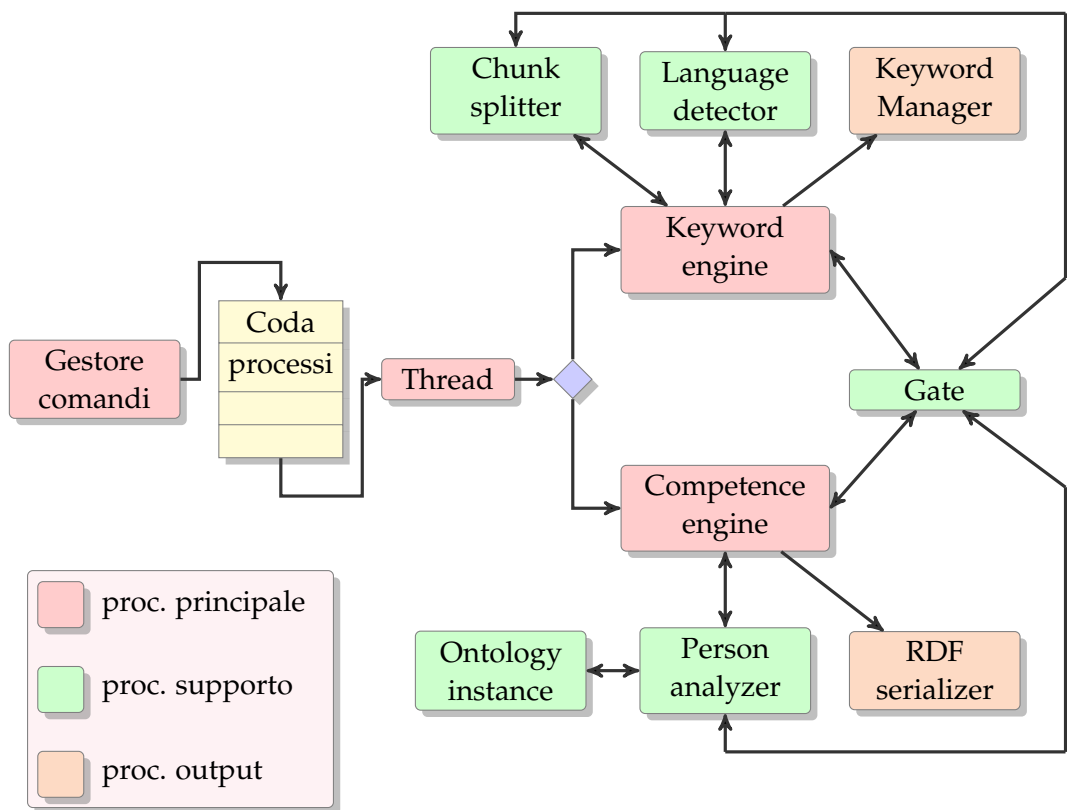 Chunk
splitter
Language
detector
Keyword
Manager
Keyword
engine
Coda
processi
Gestore
comandi
Thread
Gate
Competence
engine
proc. principale
proc. supporto
proc. output
Ontology
instance
Person
analyzer
RDF
serializer